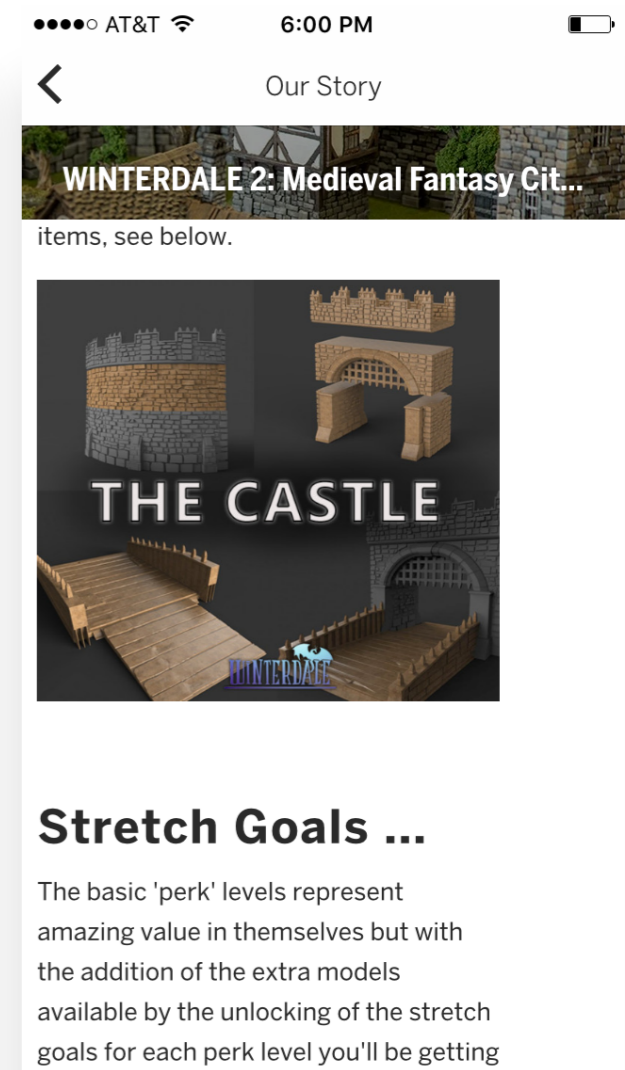 AT&T
6:00 PM
Our Story
WINTERDALE 2: Medieval Fantasy Cit...
items, see below.
THE CASTLE
WINTERDALE
Stretch Goals ...
The basic 'perk' levels represent
amazing value in themselves but with
the addition of the extra models
available by the unlocking of the stretch
goals for each perk level you'll be getting